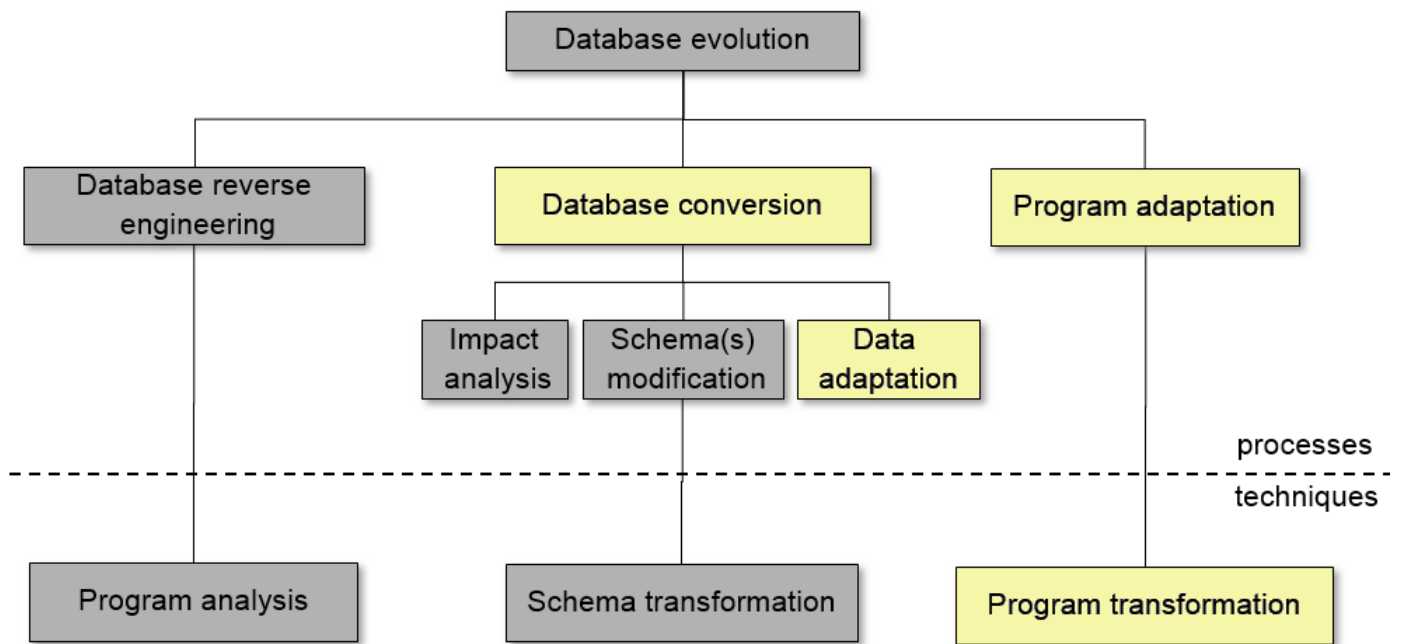 Database evolution
Database reverse
engineering
Database conversion
Program adaptation
Impact
analysis
Schema(s)
modification
Data
adaptation
processes
techniques
Program analysis
Schema transformation
Program transformation